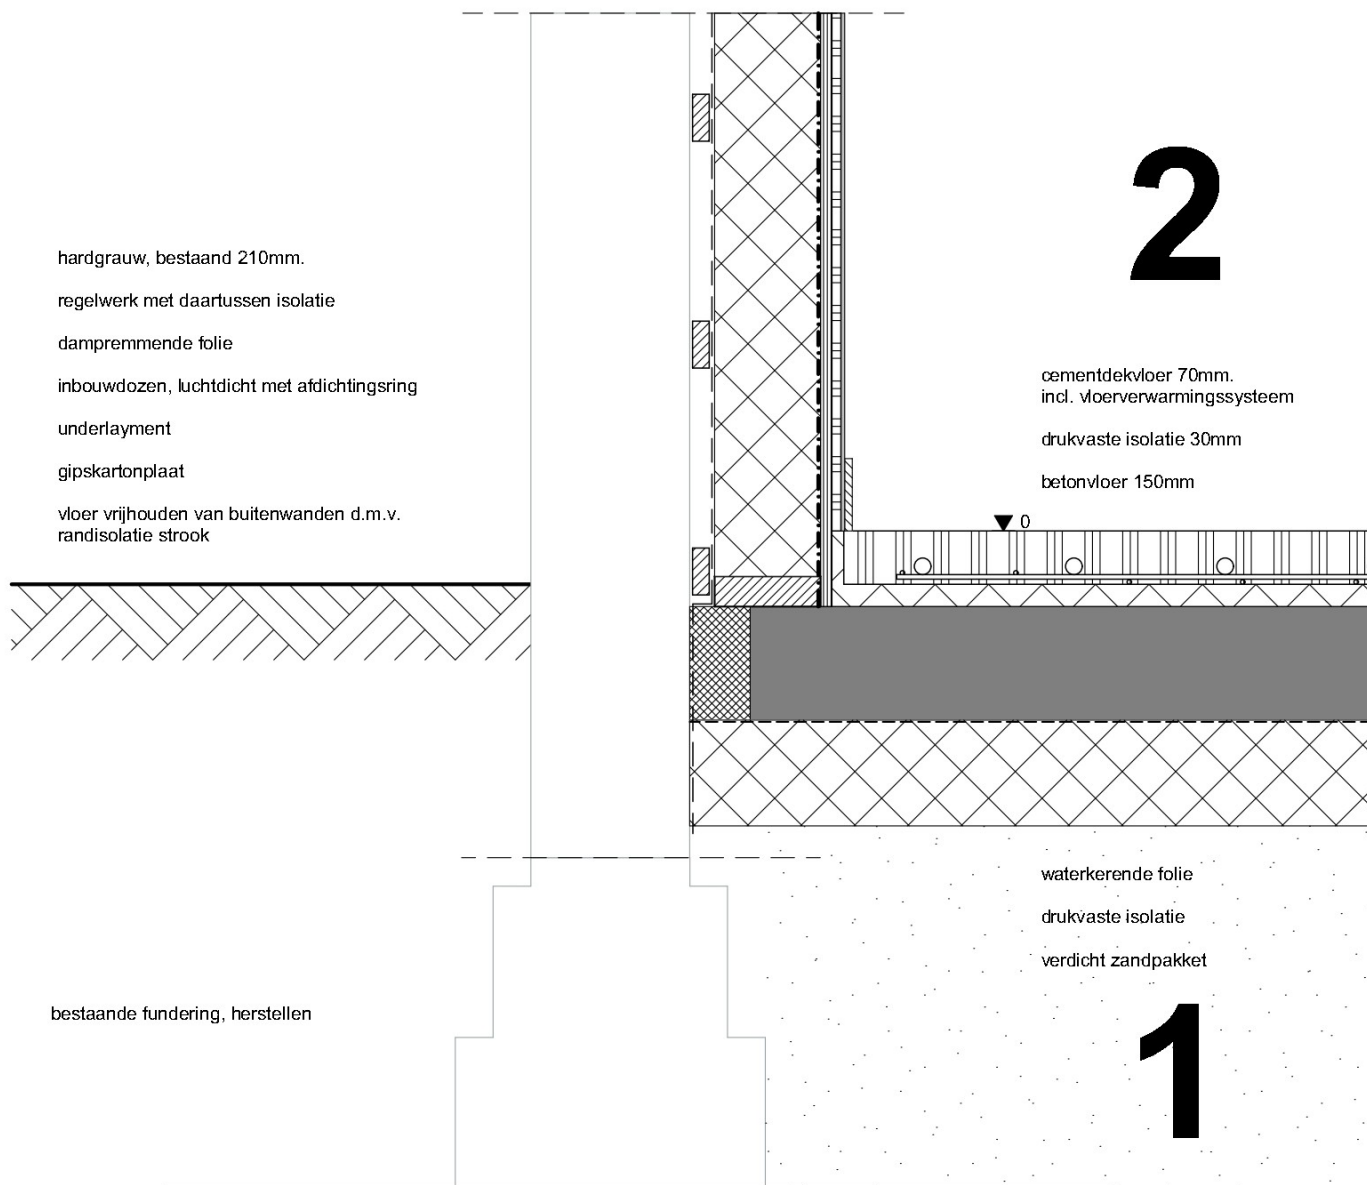 2
hardgrauw, bestaand 210mm.
regelwerk met daartussen isolatie
dampremmende folie
inbouwdozen, luchtdicht met afdichtingsring
underlayment
gipskartonplaat
vloer vrijhouden van buitenwanden d.m.v.
randisolatie strook
cementdekvloer 70mm.
incl. vloerverwarmingssysteem
drukvaste isolatie 30mm
betonvloer 150mm
0
waterkerende folie
drukvaste isolatie
verdicht zandpakket
bestaande fundering, herstellen
1